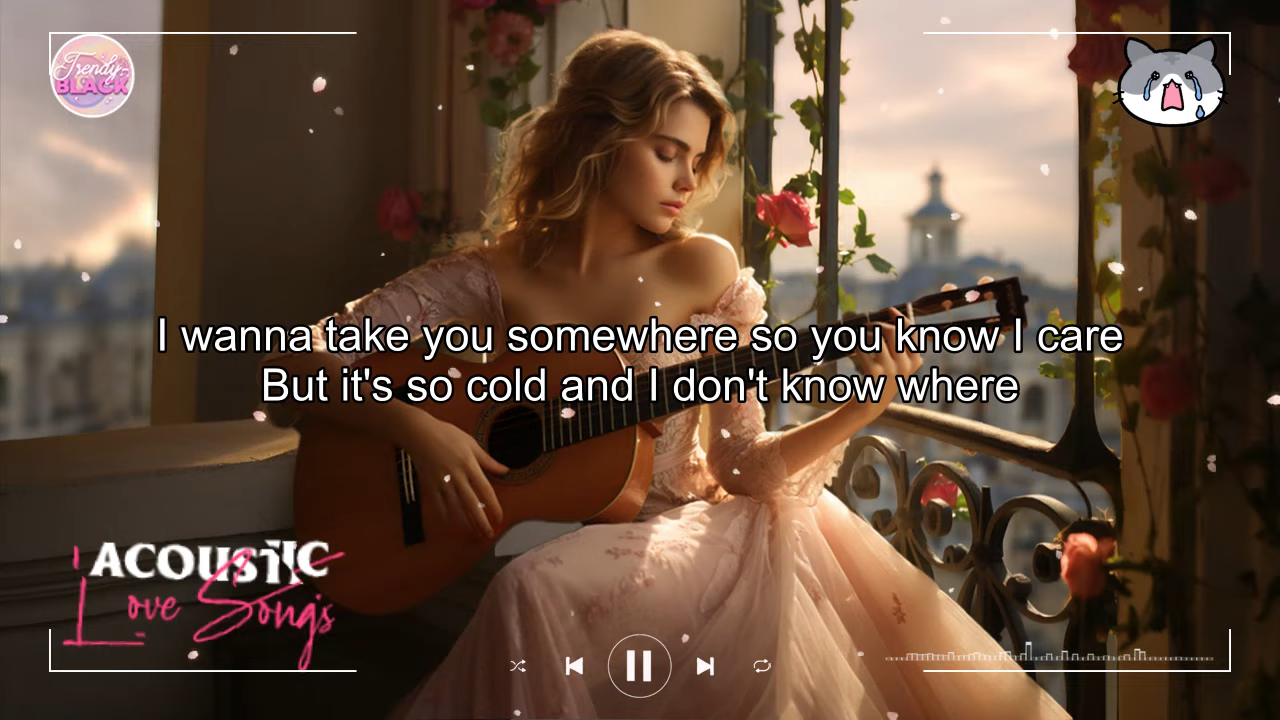 Trendy
BLACK
I wanna take you somewhere so you know I care
But it's so cold and I don't know where
ACOUSTIC
Love Songs